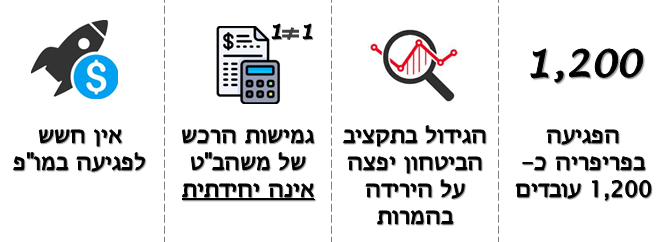 1,200
הפגיעה
בפריפריה כ-
1,200 עובדים
הגידול בתקציב
הביטחון יפצה
על הירידה
בהמרות
1≠1
$
גמישות הרכש
של משהב"ט
אינה יחידתית
$
אין חשש
לפגיעה במו"פ